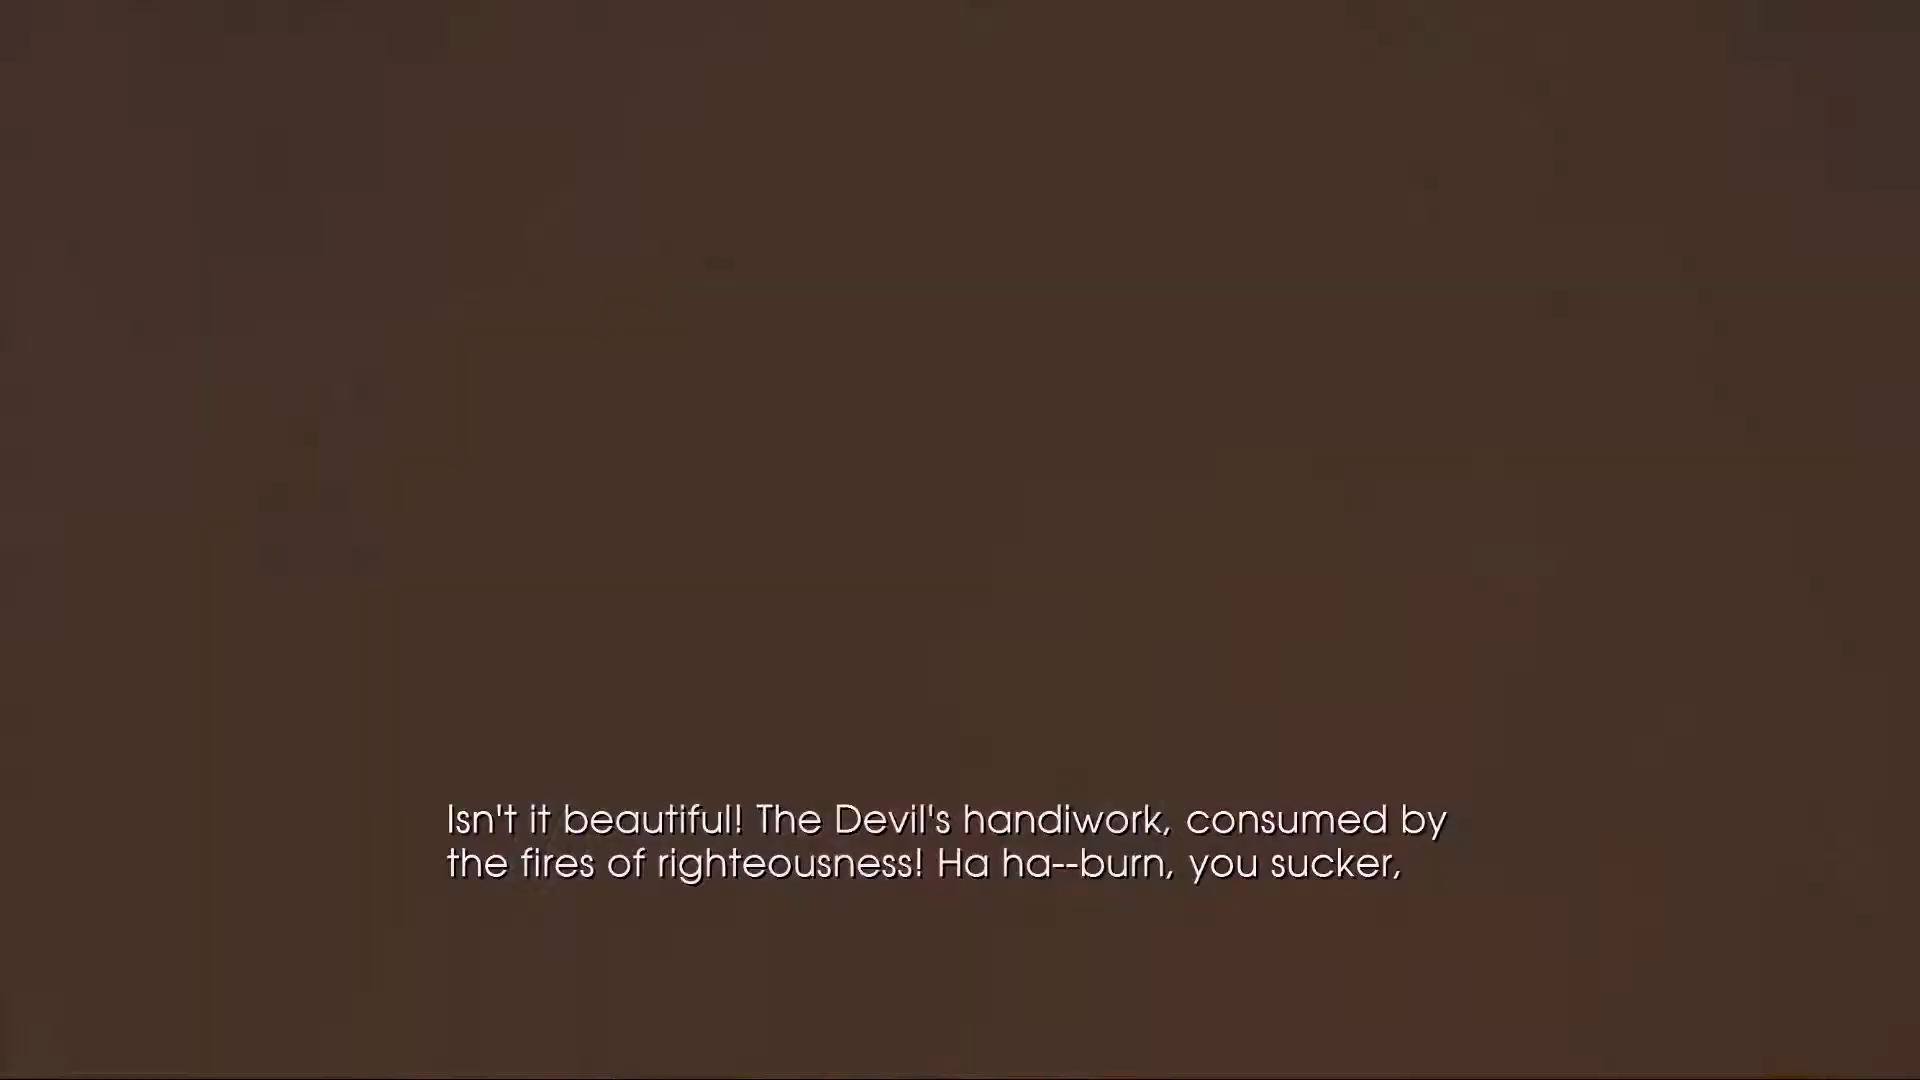 Isn't it beautiful! The Devil's handiwork, consumed by
the fires of righteousness! Ha ha--burn, you sucker,